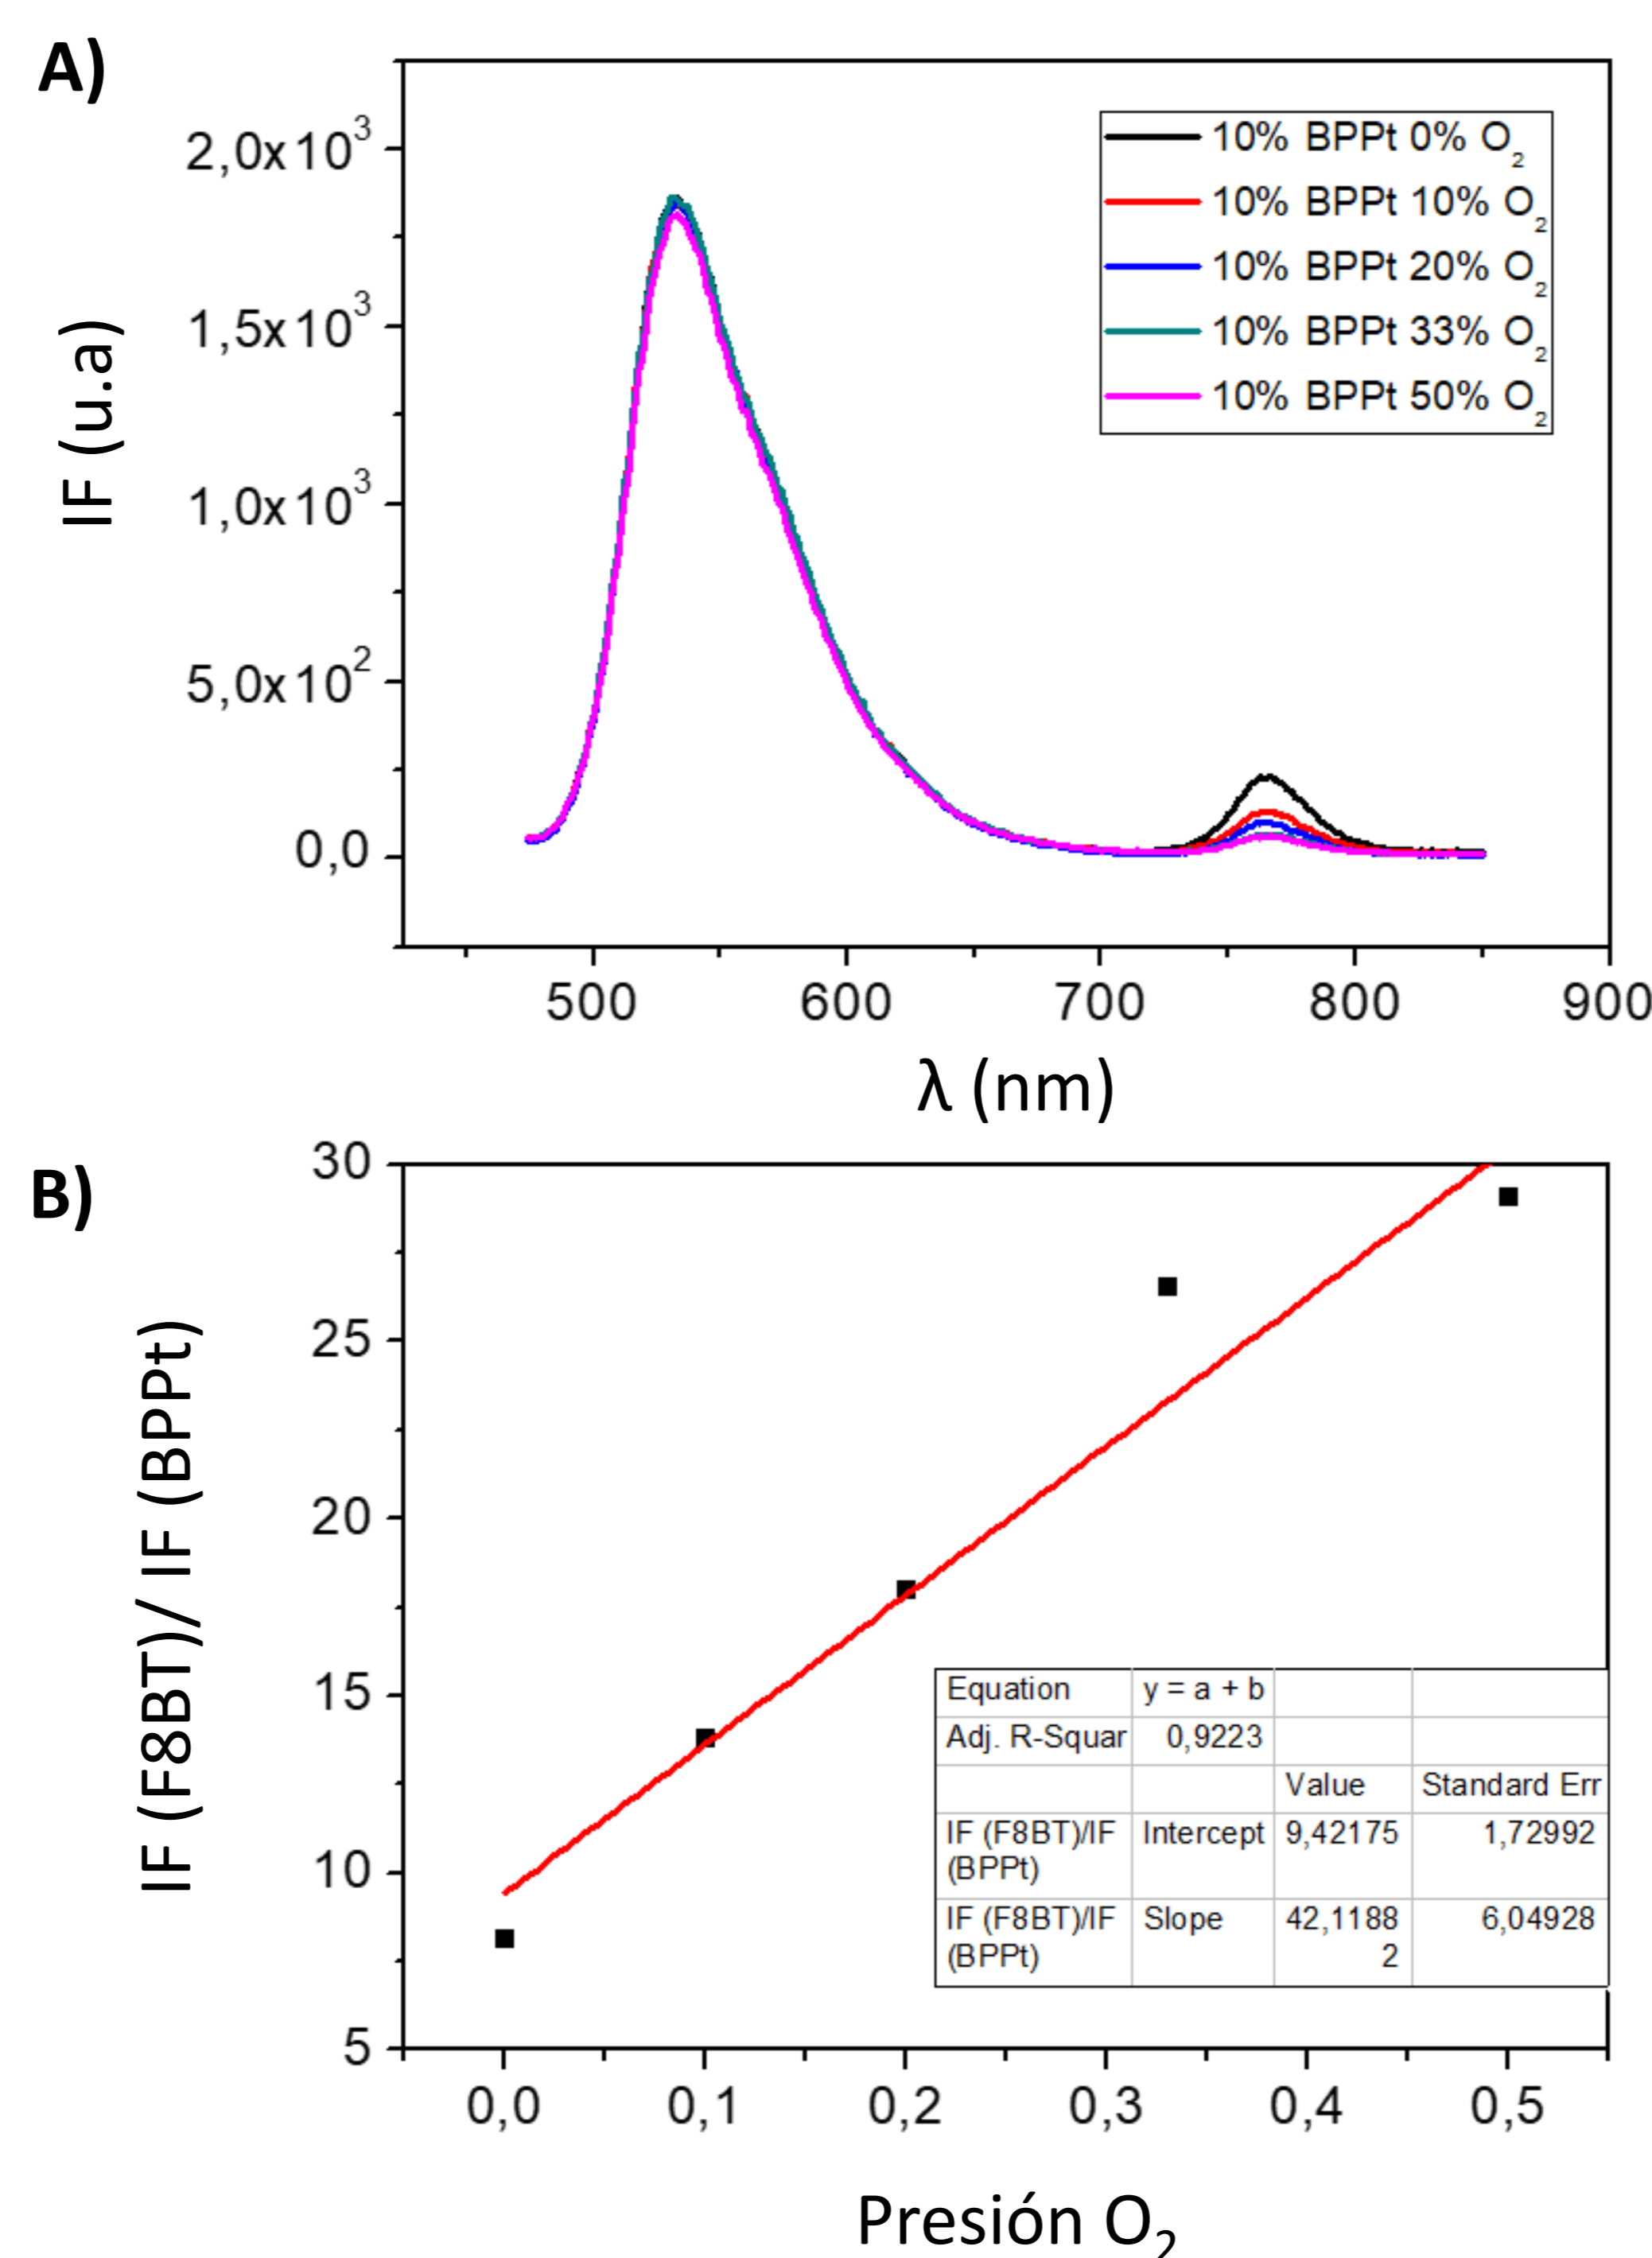 A)
2,0x10³
1,5x10³
1,0x10³
5,0x10²
0,0
IF (u.a)
10% BPPt 0% O₂
10% BPPt 10% O₂
10% BPPt 20% O₂
10% BPPt 33% O₂
10% BPPt 50% O₂
500 600 700 800 900
λ (nm)
B)
30
25
20
15
10
5
IF (F8BT)/ IF (BPPt)
Equation y = a + b
Adj. R-Squar 0,9223
Value Standard Err
IF (F8BT)/IF Intercept 9,42175 1,72992
(BPPt)
IF (F8BT)/IF Slope 42,1188 6,04928
(BPPt) 2
0,0 0,1 0,2 0,3 0,4 0,5
Presión O₂